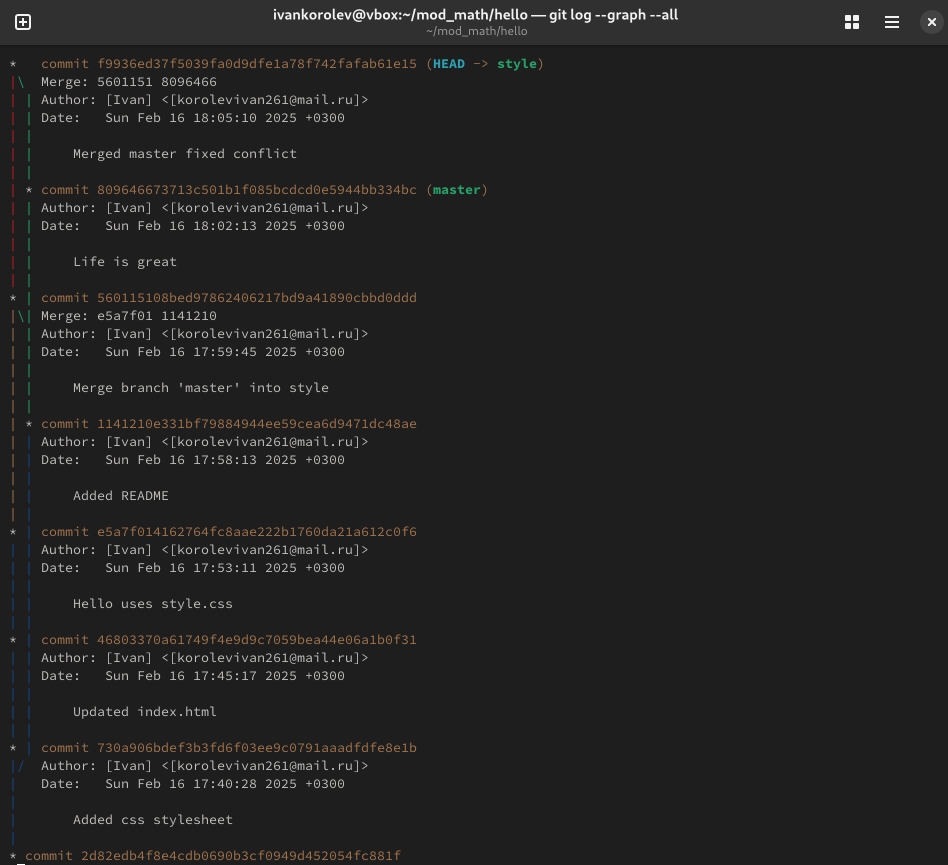 ivankorolev@vbox:~/mod_math/hello — git log --graph --all
~/mod_math/hello
*   commit f9936ed37f5039fa0d9dfe1a78f742fafab61e15 (HEAD -> style)
|\  Merge: 5601151 8096466
| | Author: [Ivan] <[korolevivan261@mail.ru]>
| | Date:   Sun Feb 16 18:05:10 2025 +0300
| |
| |     Merged master fixed conflict
| |
| * commit 809646673713c501b1f085bcdcd0e5944bb334bc (master)
| | Author: [Ivan] <[korolevivan261@mail.ru]>
| | Date:   Sun Feb 16 18:02:13 2025 +0300
| |
| |     Life is great
| |
* | commit 560115108bed97862406217bd9a41890cbbd0ddd
|\| Merge: e5a7f01 1141210
| | Author: [Ivan] <[korolevivan261@mail.ru]>
| | Date:   Sun Feb 16 17:59:45 2025 +0300
| |
| |     Merge branch 'master' into style
| |
| * commit 1141210e331bf79884944ee59cea6d9471dc48ae
| | Author: [Ivan] <[korolevivan261@mail.ru]>
| | Date:   Sun Feb 16 17:58:13 2025 +0300
| |
| |     Added README
| |
* | commit e5a7f014162764fc8aae222b1760da21a612c0f6
| | Author: [Ivan] <[korolevivan261@mail.ru]>
| | Date:   Sun Feb 16 17:53:11 2025 +0300
| |
| |     Hello uses style.css
| |
* | commit 46803370a61749f4e9d9c7059bea44e06a1b0f31
| | Author: [Ivan] <[korolevivan261@mail.ru]>
| | Date:   Sun Feb 16 17:45:17 2025 +0300
| |
| |     Updated index.html
| |
* | commit 730a906bdef3b3fd6f03ee9c0791aaadfdfe8e1b
|/  Author: [Ivan] <[korolevivan261@mail.ru]>
|   Date:   Sun Feb 16 17:40:28 2025 +0300
|
|       Added css stylesheet
|
* commit 2d82edb4f8e4cdb0690b3cf0949d452054fc881f